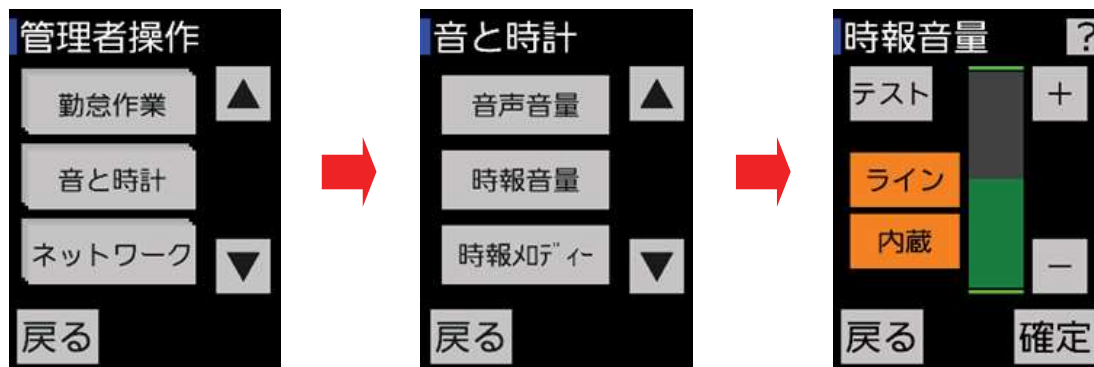 管理者操作
勤怠作業
▲
音と時計
ネットワーク
▼
戻る
音と時計
音声音量
▲
時報音量
時報ﾒﾛﾃﾞｨｰ
▼
戻る
時報音量 ?
テスト +
ライン
内蔵
−
戻る 確定